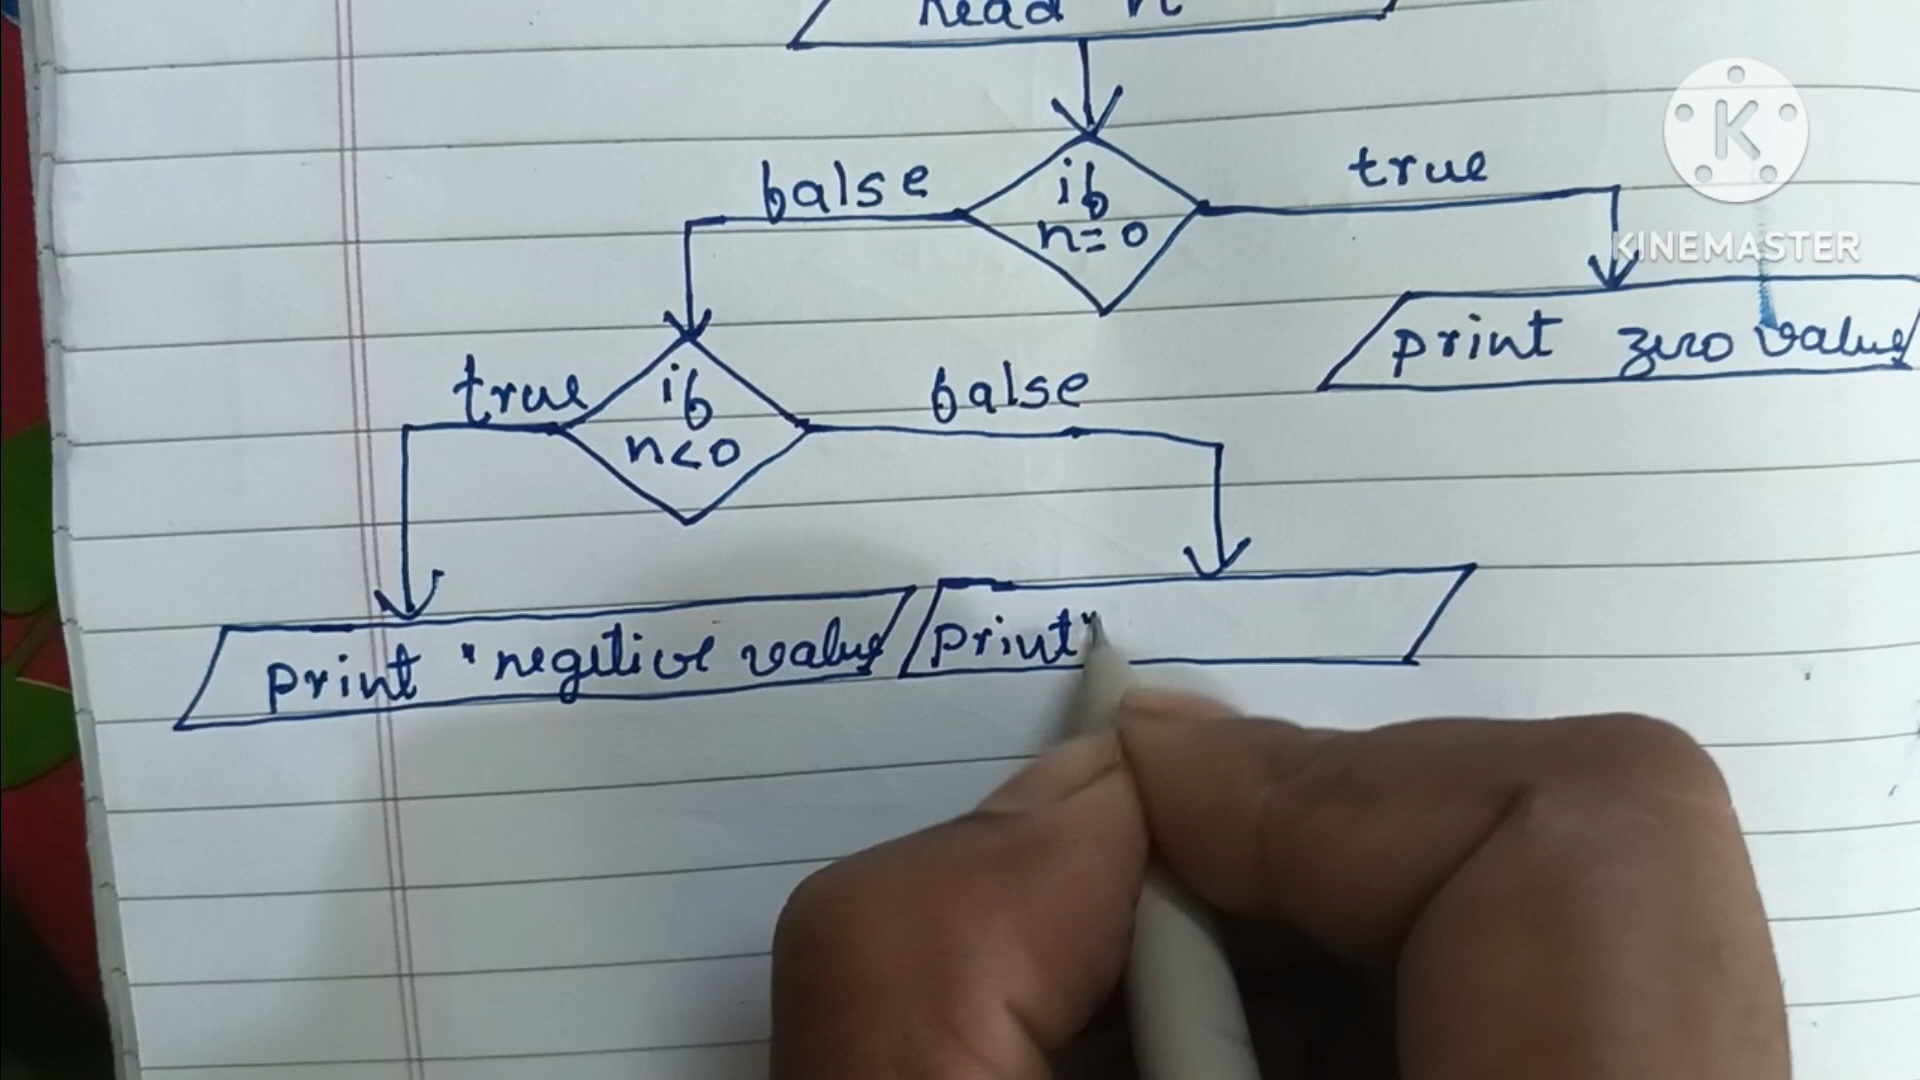 Read n
if
n=0
false
true
KINEMASTER
print zero value
if
n<0
true
false
print "negitive value
print"